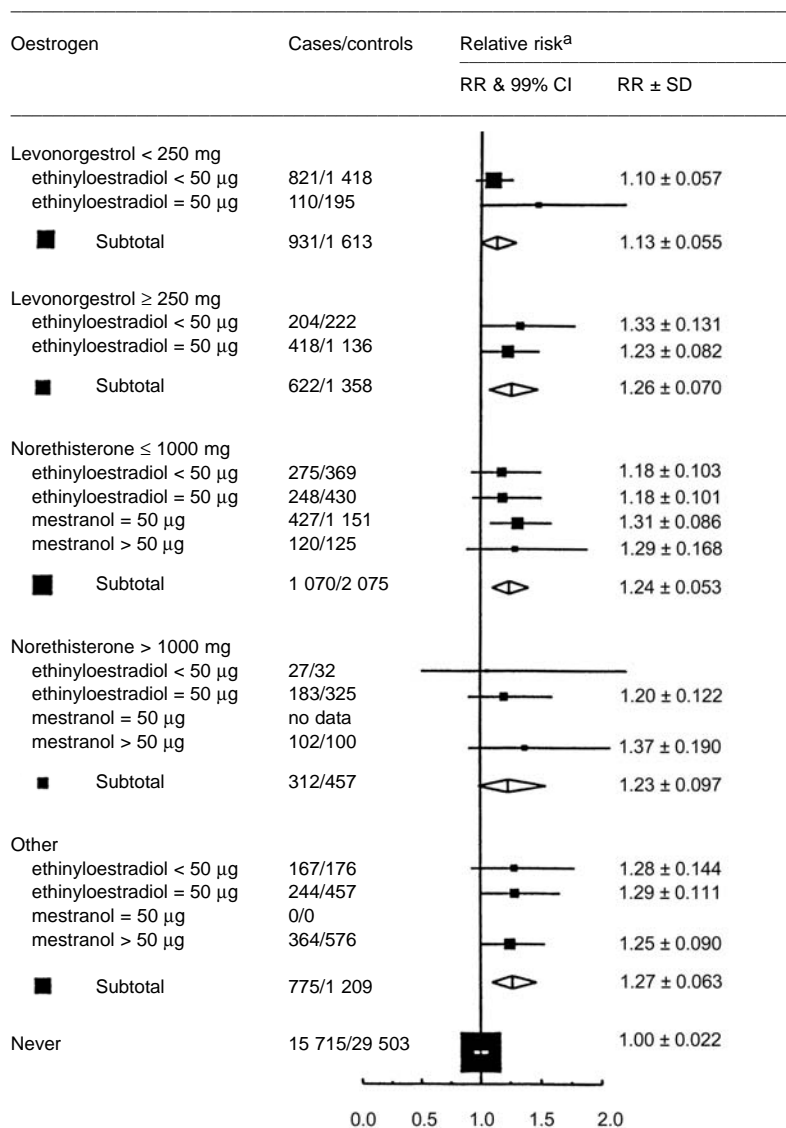 Oestrogen Cases/controls Relative riskᵃ
RR & 99% CI RR ± SD
Levonorgestrol < 250 mg
ethinyloestradiol < 50 µg 821/1 418 1.10 ± 0.057
ethinyloestradiol = 50 µg 110/195
Subtotal 931/1 613 1.13 ± 0.055
Levonorgestrol ≥ 250 mg
ethinyloestradiol < 50 µg 204/222 1.33 ± 0.131
ethinyloestradiol = 50 µg 418/1 136 1.23 ± 0.082
Subtotal 622/1 358 1.26 ± 0.070
Norethisterone ≤ 1000 mg
ethinyloestradiol < 50 µg 275/369 1.18 ± 0.103
ethinyloestradiol = 50 µg 248/430 1.18 ± 0.101
mestranol = 50 µg 427/1 151 1.31 ± 0.086
mestranol > 50 µg 120/125 1.29 ± 0.168
Subtotal 1 070/2 075 1.24 ± 0.053
Norethisterone > 1000 mg
ethinyloestradiol < 50 µg 27/32
ethinyloestradiol = 50 µg 183/325 1.20 ± 0.122
mestranol = 50 µg no data
mestranol > 50 µg 102/100 1.37 ± 0.190
Subtotal 312/457 1.23 ± 0.097
Other
ethinyloestradiol < 50 µg 167/176 1.28 ± 0.144
ethinyloestradiol = 50 µg 244/457 1.29 ± 0.111
mestranol = 50 µg 0/0
mestranol > 50 µg 364/576 1.25 ± 0.090
Subtotal 775/1 209 1.27 ± 0.063
Never 15 715/29 503 1.00 ± 0.022
0.0 0.5 1.0 1.5 2.0